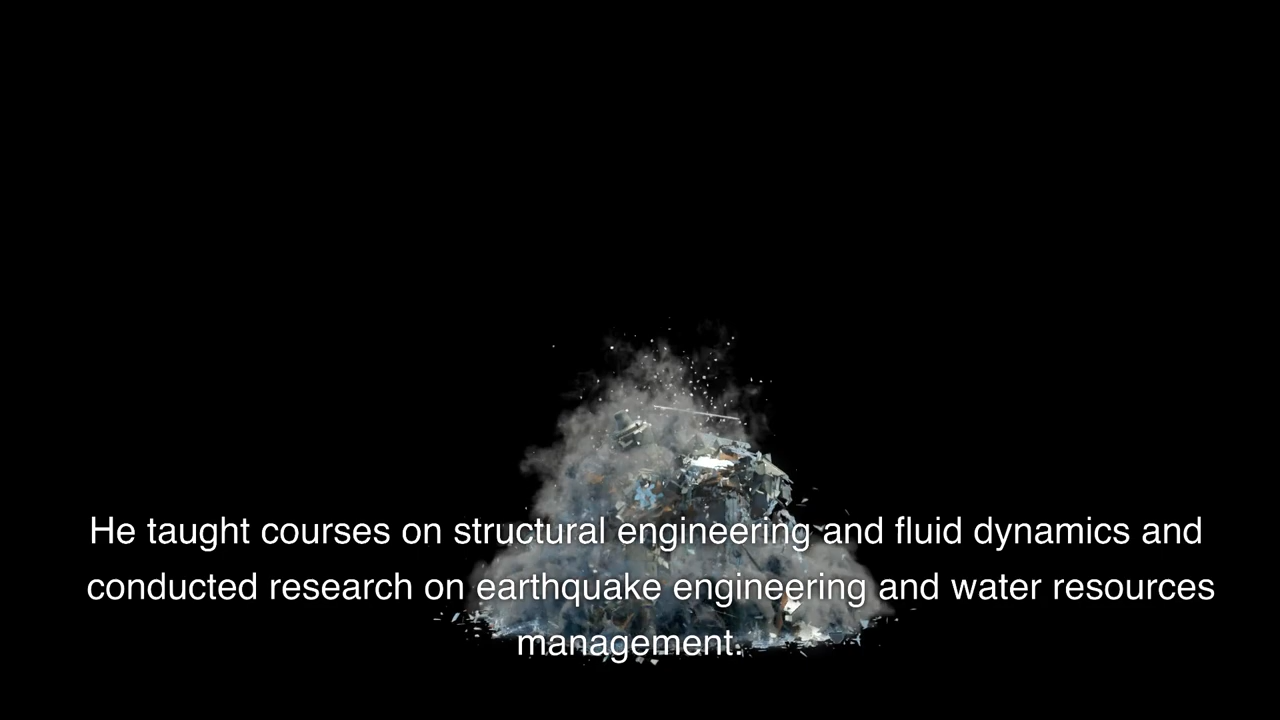 He taught courses on structural engineering and fluid dynamics and
conducted research on earthquake engineering and water resources
management.